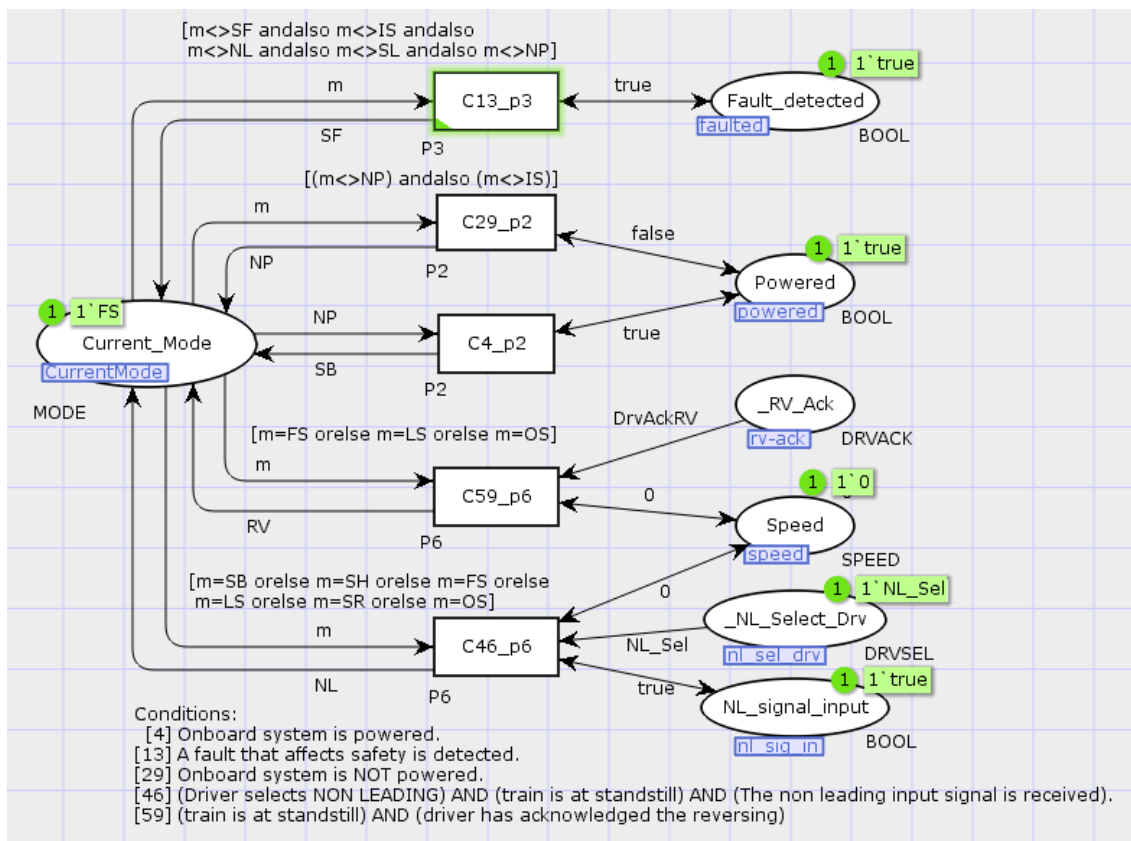 [m<>SF andalso m<>IS andalso
m<>NL andalso m<>SL andalso m<>NP]
1 1`true
m
C13_p3
true
Fault_detected
faulted
SF
P3
BOOL
[(m<>NP) andalso (m<>IS)]
m
C29_p2
false
1 1`true
NP
P2
Powered
powered
BOOL
1 1`FS
Current_Mode
CurrentMode
MODE
NP
C4_p2
true
SB
P2
_RV_Ack
rv-ack
DRVACK
DrvAckRV
[m=FS orelse m=LS orelse m=OS]
m
C59_p6
0
1 1`0
Speed
speed
SPEED
RV
P6
[m=SB orelse m=SH orelse m=FS orelse
m=LS orelse m=SR orelse m=OS]
0
1 1`NL_Sel
m
C46_p6
NL_Sel
_NL_Select_Drv
nl_sel_drv
DRVSEL
NL
P6
true
1 1`true
NL_signal_input
nl_sig_in
BOOL
Conditions:
[4] Onboard system is powered.
[13] A fault that affects safety is detected.
[29] Onboard system is NOT powered.
[46] (Driver selects NON LEADING) AND (train is at standstill) AND (The non leading input signal is received).
[59] (train is at standstill) AND (driver has acknowledged the reversing)